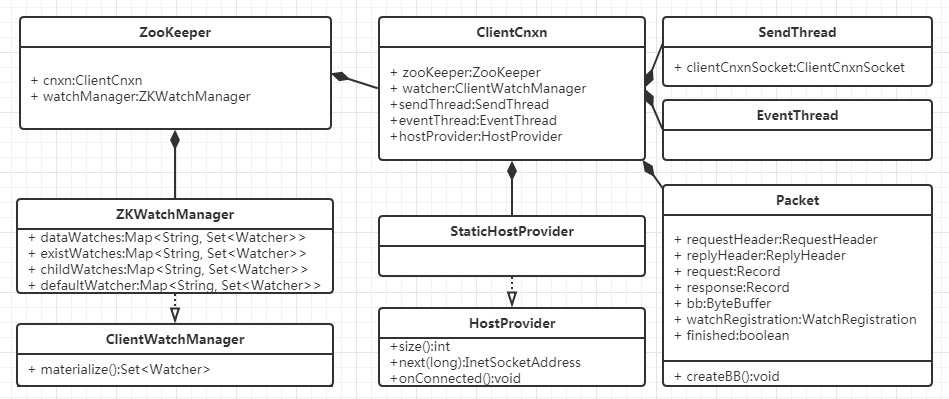 ZooKeeper
+ cnxn:ClientCnxn
+ watchManager:ZKWatchManager
ClientCnxn
+ zooKeeper:ZooKeeper
+ watcher:ClientWatchManager
+sendThread:SendThread
+eventThread:EventThread
+hostProvider:HostProvider
SendThread
+ clientCnxnSocket:ClientCnxnSocket
EventThread
ZKWatchManager
+ dataWatches:Map<String, Set<Watcher>>
+ existWatches:Map<String, Set<Watcher>>
+ childWatches:Map<String, Set<Watcher>>
+ defaultWatcher:Map<String, Set<Watcher>>
StaticHostProvider
Packet
+ requestHeader:RequestHeader
+ replyHeader:ReplyHeader
+ request:Record
+ response:Record
+ bb:ByteBuffer
+ watchRegistration:WatchRegistration
+ finished:boolean
+ createBB():void
ClientWatchManager
+ materialize():Set<Watcher>
HostProvider
+size():int
+next(long):InetSocketAddress
+onConnected():void